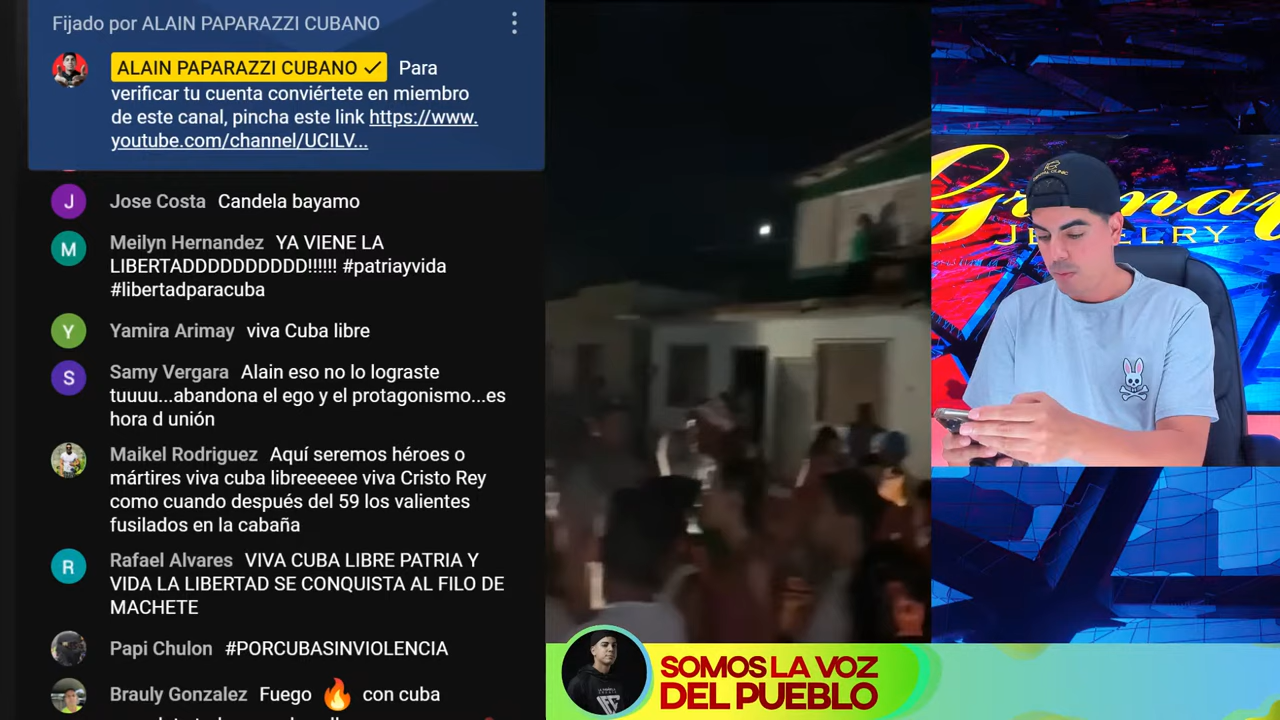 Fijado por ALAIN PAPARAZZI CUBANO
ALAIN PAPARAZZI CUBANO ✓ Para
verificar tu cuenta conviértete en miembro
de este canal, pincha este link https://www.
youtube.com/channel/UCILV...
J
Jose Costa Candela bayamo
M
Meilyn Hernandez YA VIENE LA
LIBERTADDDDDDDDDD!!!!!! #patriayvida
#libertadparacuba
Y
Yamira Arimay viva Cuba libre
S
Samy Vergara Alain eso no lo lograste
tuuuu...abandona el ego y el protagonismo...es
hora d unión
Maikel Rodriguez Aquí seremos héroes o
mártires viva cuba libreeeeee viva Cristo Rey
como cuando después del 59 los valientes
fusilados en la cabaña
R
Rafael Alvares VIVA CUBA LIBRE PATRIA Y
VIDA LA LIBERTAD SE CONQUISTA AL FILO DE
MACHETE
Papi Chulon #PORCUBASINVIOLENCIA
Brauly Gonzalez Fuego 🔥 con cuba
JEWELRY
SOMOS LA VOZ
DEL PUEBLO